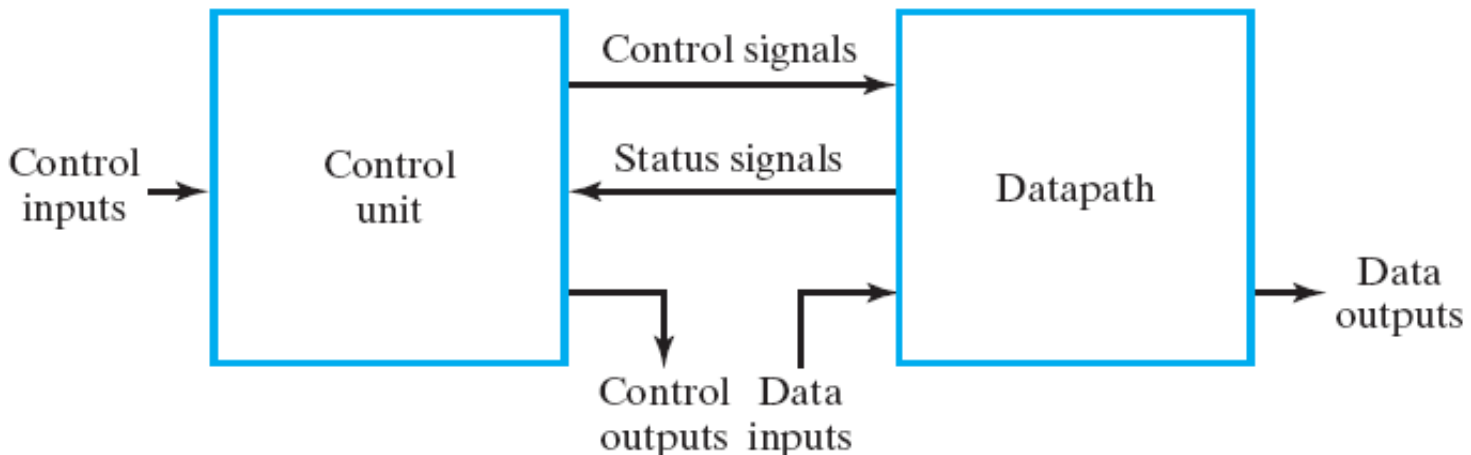 Control signals
Control
inputs
Control
unit
Status signals
Datapath
Data
outputs
Control
outputs
Data
inputs